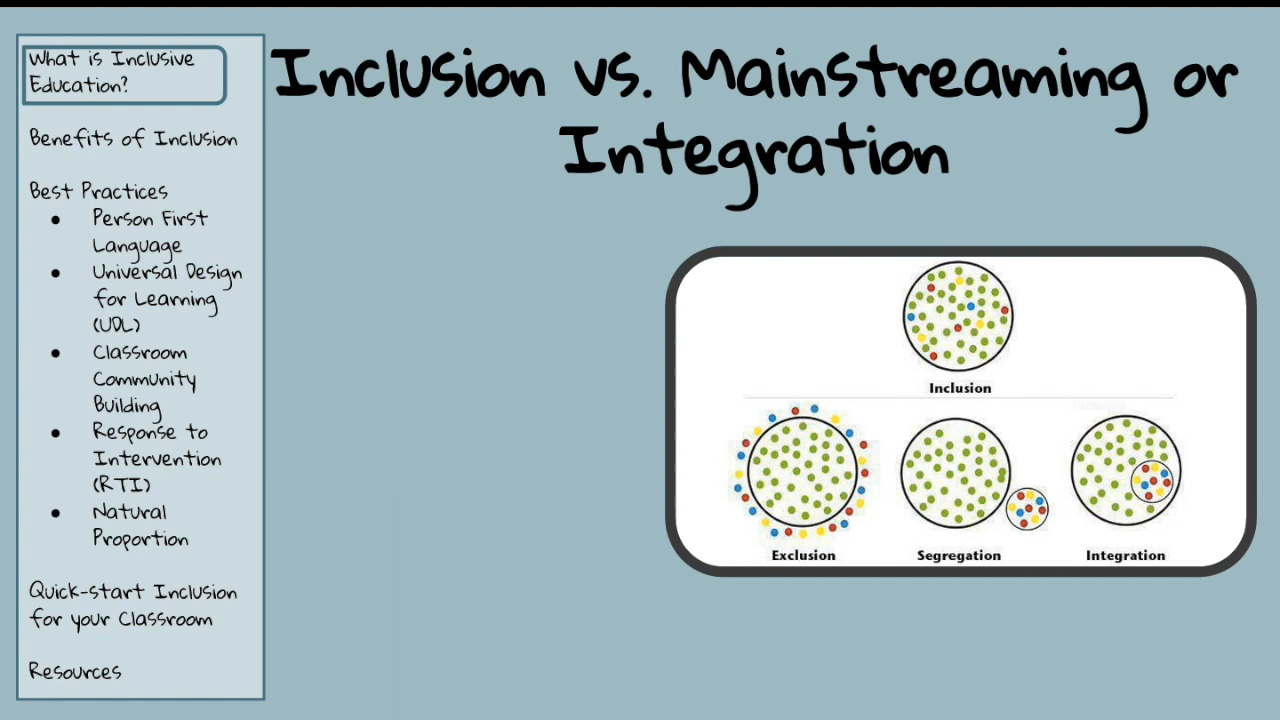 What is Inclusive
Education?
Benefits of Inclusion
Best Practices
● Person First
Language
● Universal Design
for Learning
(UDL)
● Classroom
Community
Building
● Response to
Intervention
(RTI)
● Natural
Proportion
Quick-start Inclusion
for your Classroom
Resources
Inclusion vs. Mainstreaming or
Integration
Inclusion
Exclusion
Segregation
Integration